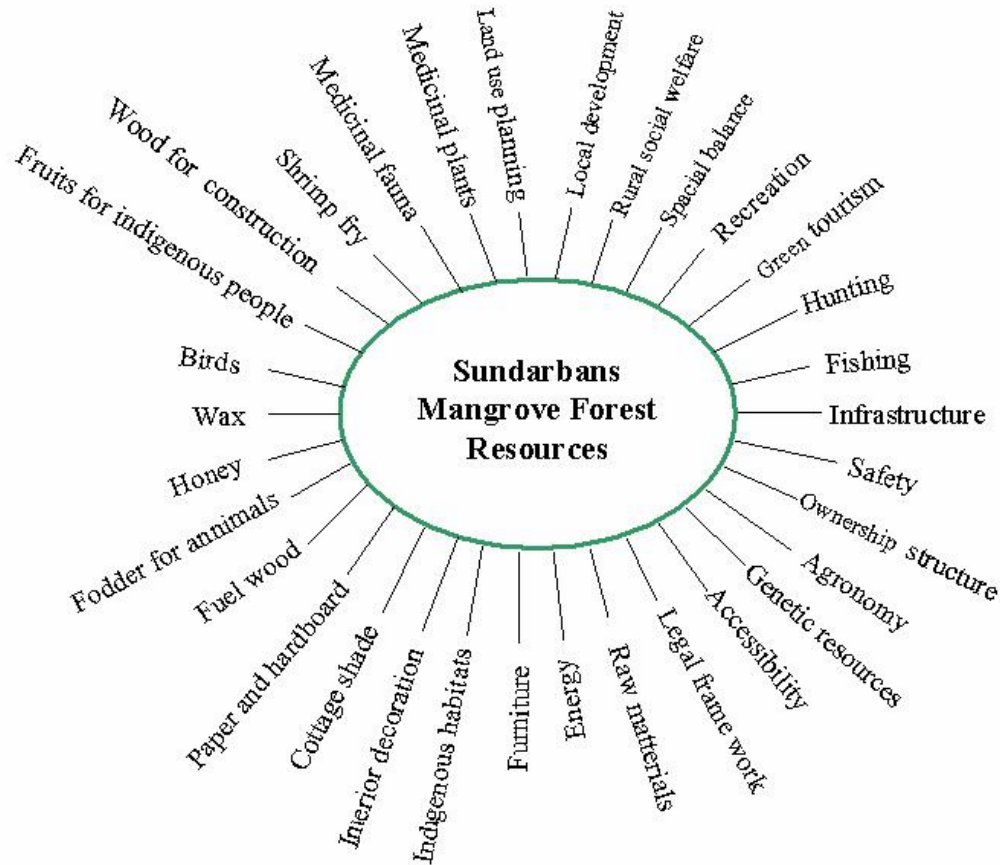 Sundarbans
Mangrove Forest
Resources
Land use planning
Local development
Rural social welfare
Spacial balance
Recreation
Green tourism
Hunting
Fishing
Infrastructure
Safety
Ownership structure
Agronomy
Genetic resources
Accessibility
Legal frame work
Raw matterials
Energy
Furniture
Indigenous habitats
Interior decoration
Cottage shade
Paper and hardboard
Fuel wood
Fodder for annimals
Honey
Wax
Birds
Fruits for indigenous people
Wood for construction
Shrimp fry
Medicinal fauna
Medicinal plants